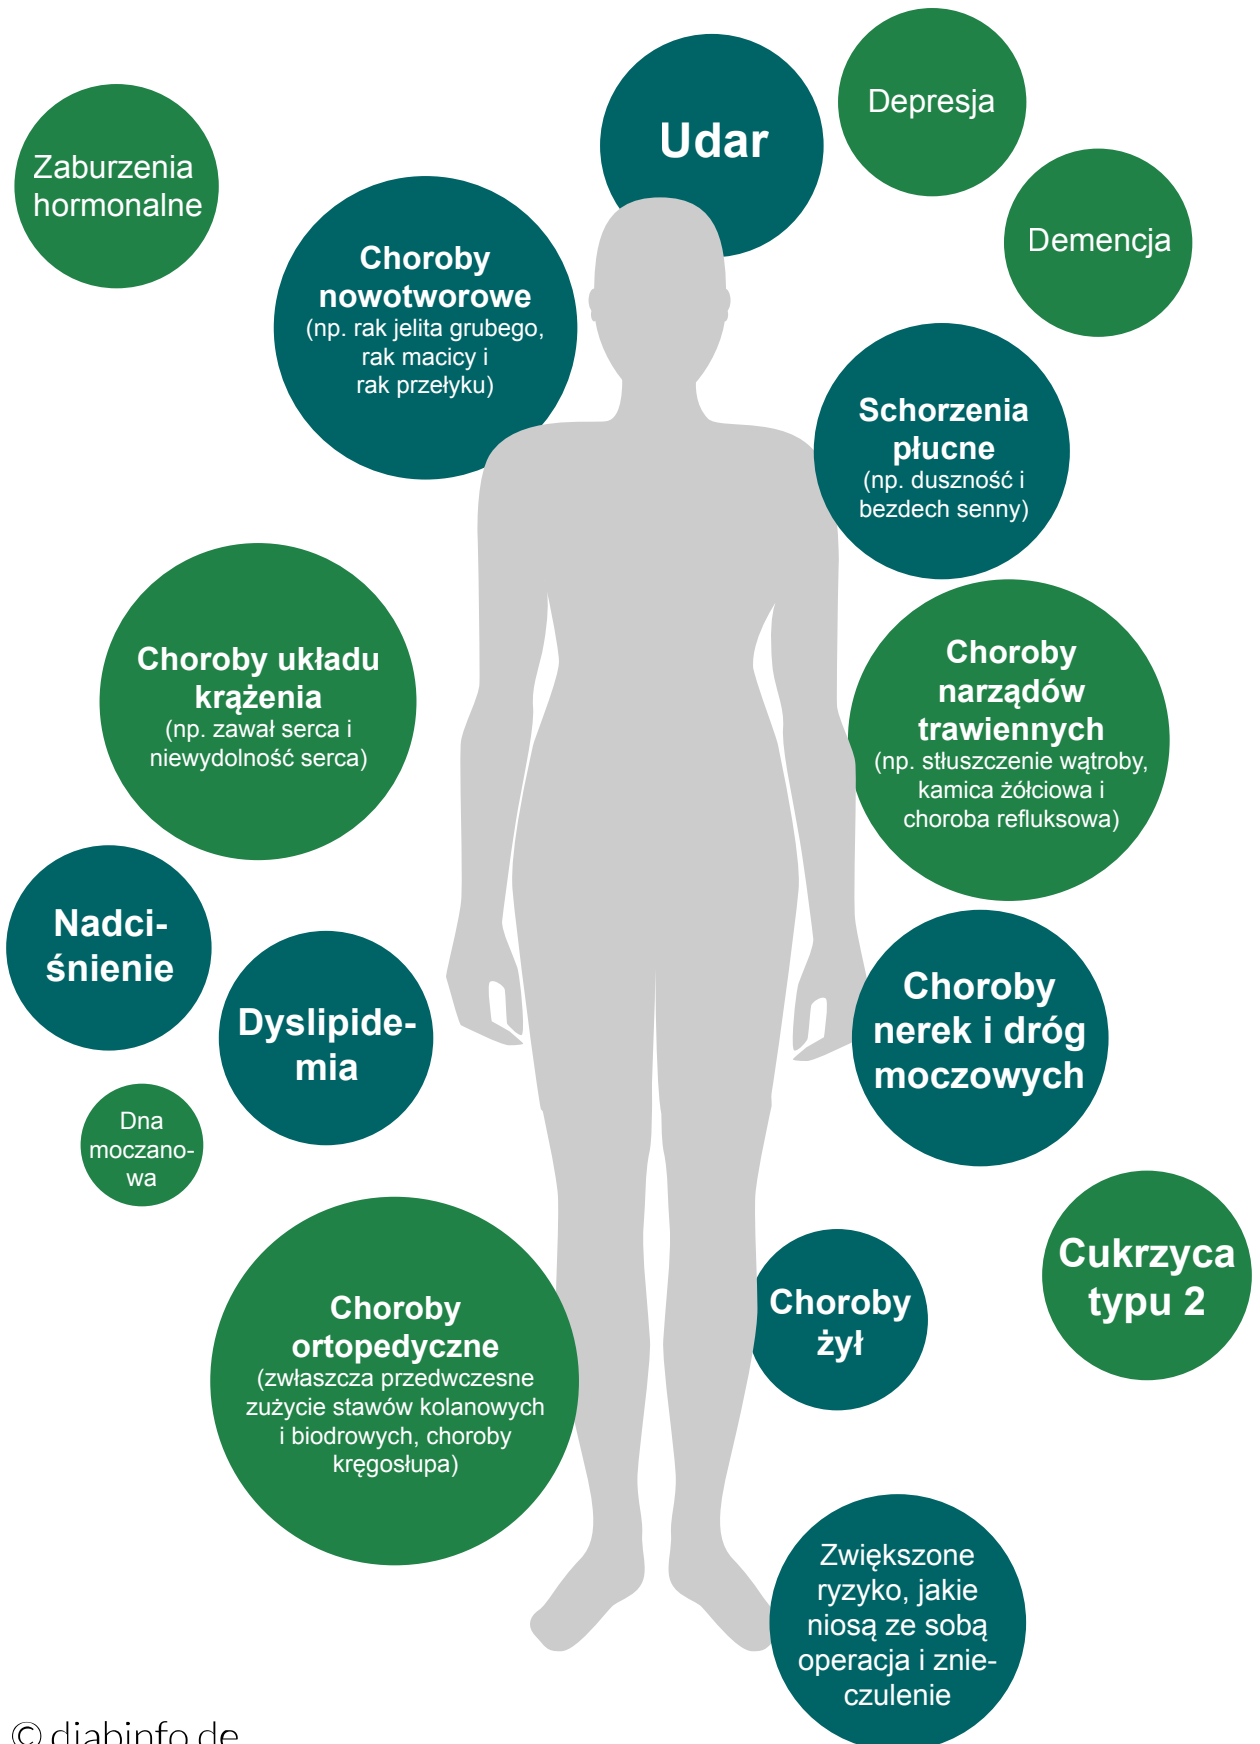 Udar
Depresja
Zaburzenia
hormonalne
Demencja
Choroby
nowotworowe
(np. rak jelita grubego,
rak macicy i
rak przełyku)
Schorzenia
płucne
(np. duszność i
bezdech senny)
Choroby układu
krążenia
(np. zawał serca i
niewydolność serca)
Choroby
narządów
trawiennych
(np. stłuszczenie wątroby,
kamica żółciowa i
choroba refluksowa)
Nadci-
śnienie
Dyslipide-
mia
Choroby
nerek i dróg
moczowych
Dna
moczano-
wa
Cukrzyca
typu 2
Choroby
żył
Choroby
ortopedyczne
(zwłaszcza przedwczesne
zużycie stawów kolanowych
i biodrowych, choroby
kręgosłupa)
Zwiększone
ryzyko, jakie
niosą ze sobą
operacja i znie-
czulenie
© diabinfo.de